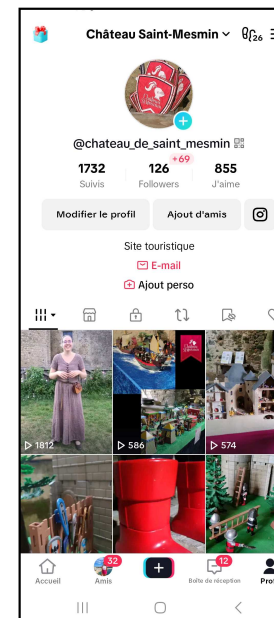 Château Saint-Mesmin
26
@chateau_de_saint_mesmin
+69
1732 126 855
Suivis Followers J'aime
Modifier le profil Ajout d'amis
Site touristique
E-mail
Ajout perso
1812 586 574
32 12
Accueil Amis Boîte de réception Pro